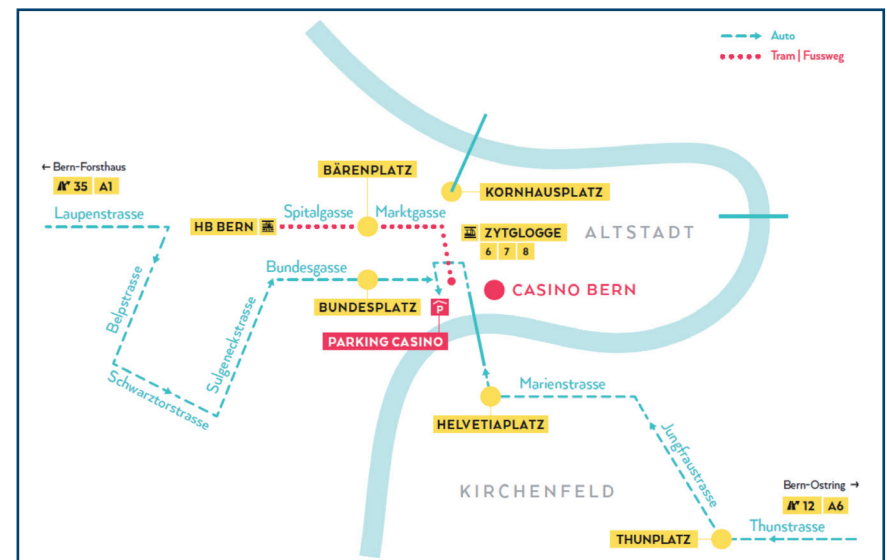 Auto
Tram | Fussweg
← Bern-Forsthaus
35 A1
Laupenstrasse
BÄRENPLATZ
KORNHAUSPLATZ
HB BERN
Spitalgasse
Marktgasse
ZYTGLOGGE
6 7 8
ALTSTADT
Bundesgasse
BUNDESPLATZ
P
CASINO BERN
PARKING CASINO
Belpstrasse
Sulgeneckstrasse
Schwarztorstrasse
Marienstrasse
HELVETIAPLATZ
Jungfraustrasse
KIRCHENFELD
Bern-Ostring →
12 A6
Thunstrasse
THUNPLATZ